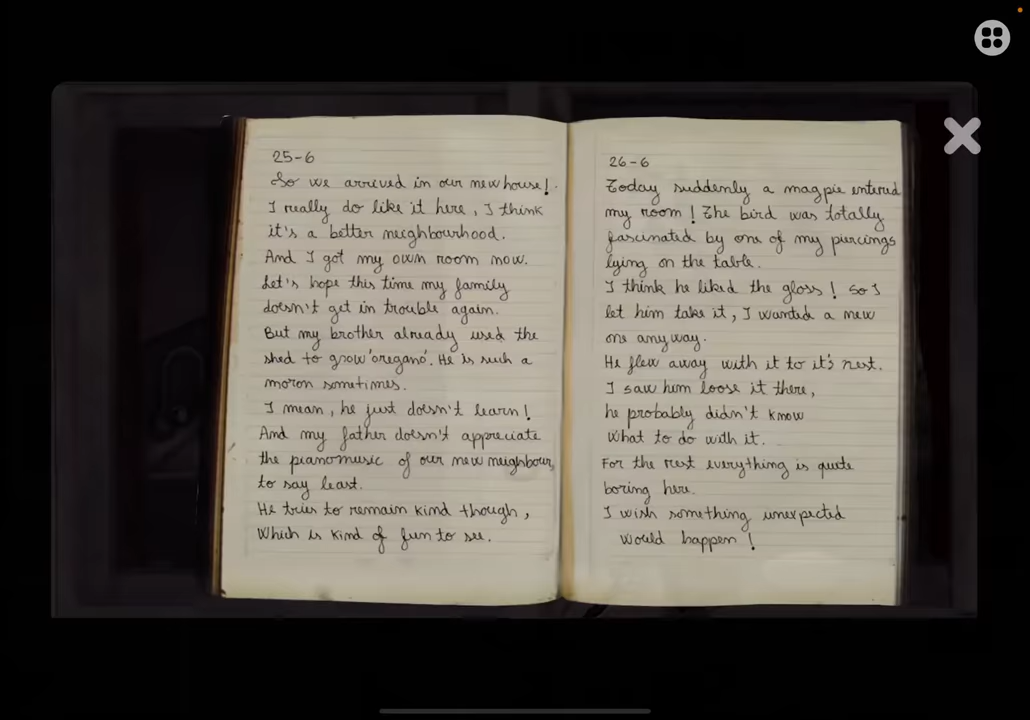 25-6
So we arrived in our new house!
I really do like it here, I think
it's a better neighbourhood.
And I got my own room now.
Let's hope this time my family
doesn't get in trouble again.
But my brother already used the
shed to grow 'oregano'. He is such a
moron sometimes.
I mean, he just doesn't learn!
And my father doesn't appreciate
the pianomusic of our new neighbour,
to say least.
He tries to remain kind though,
Which is kind of fun to see.
26-6
Today suddenly a magpie entered
my room! The bird was totally
fascinated by one of my piercings
lying on the table.
I think he liked the gloss! So I
let him take it, I wanted a new
one anyway.
He flew away with it to it's nest.
I saw him loose it there,
he probably didn't know
What to do with it.
For the rest everything is quite
boring here.
I wish something unexpected
would happen!